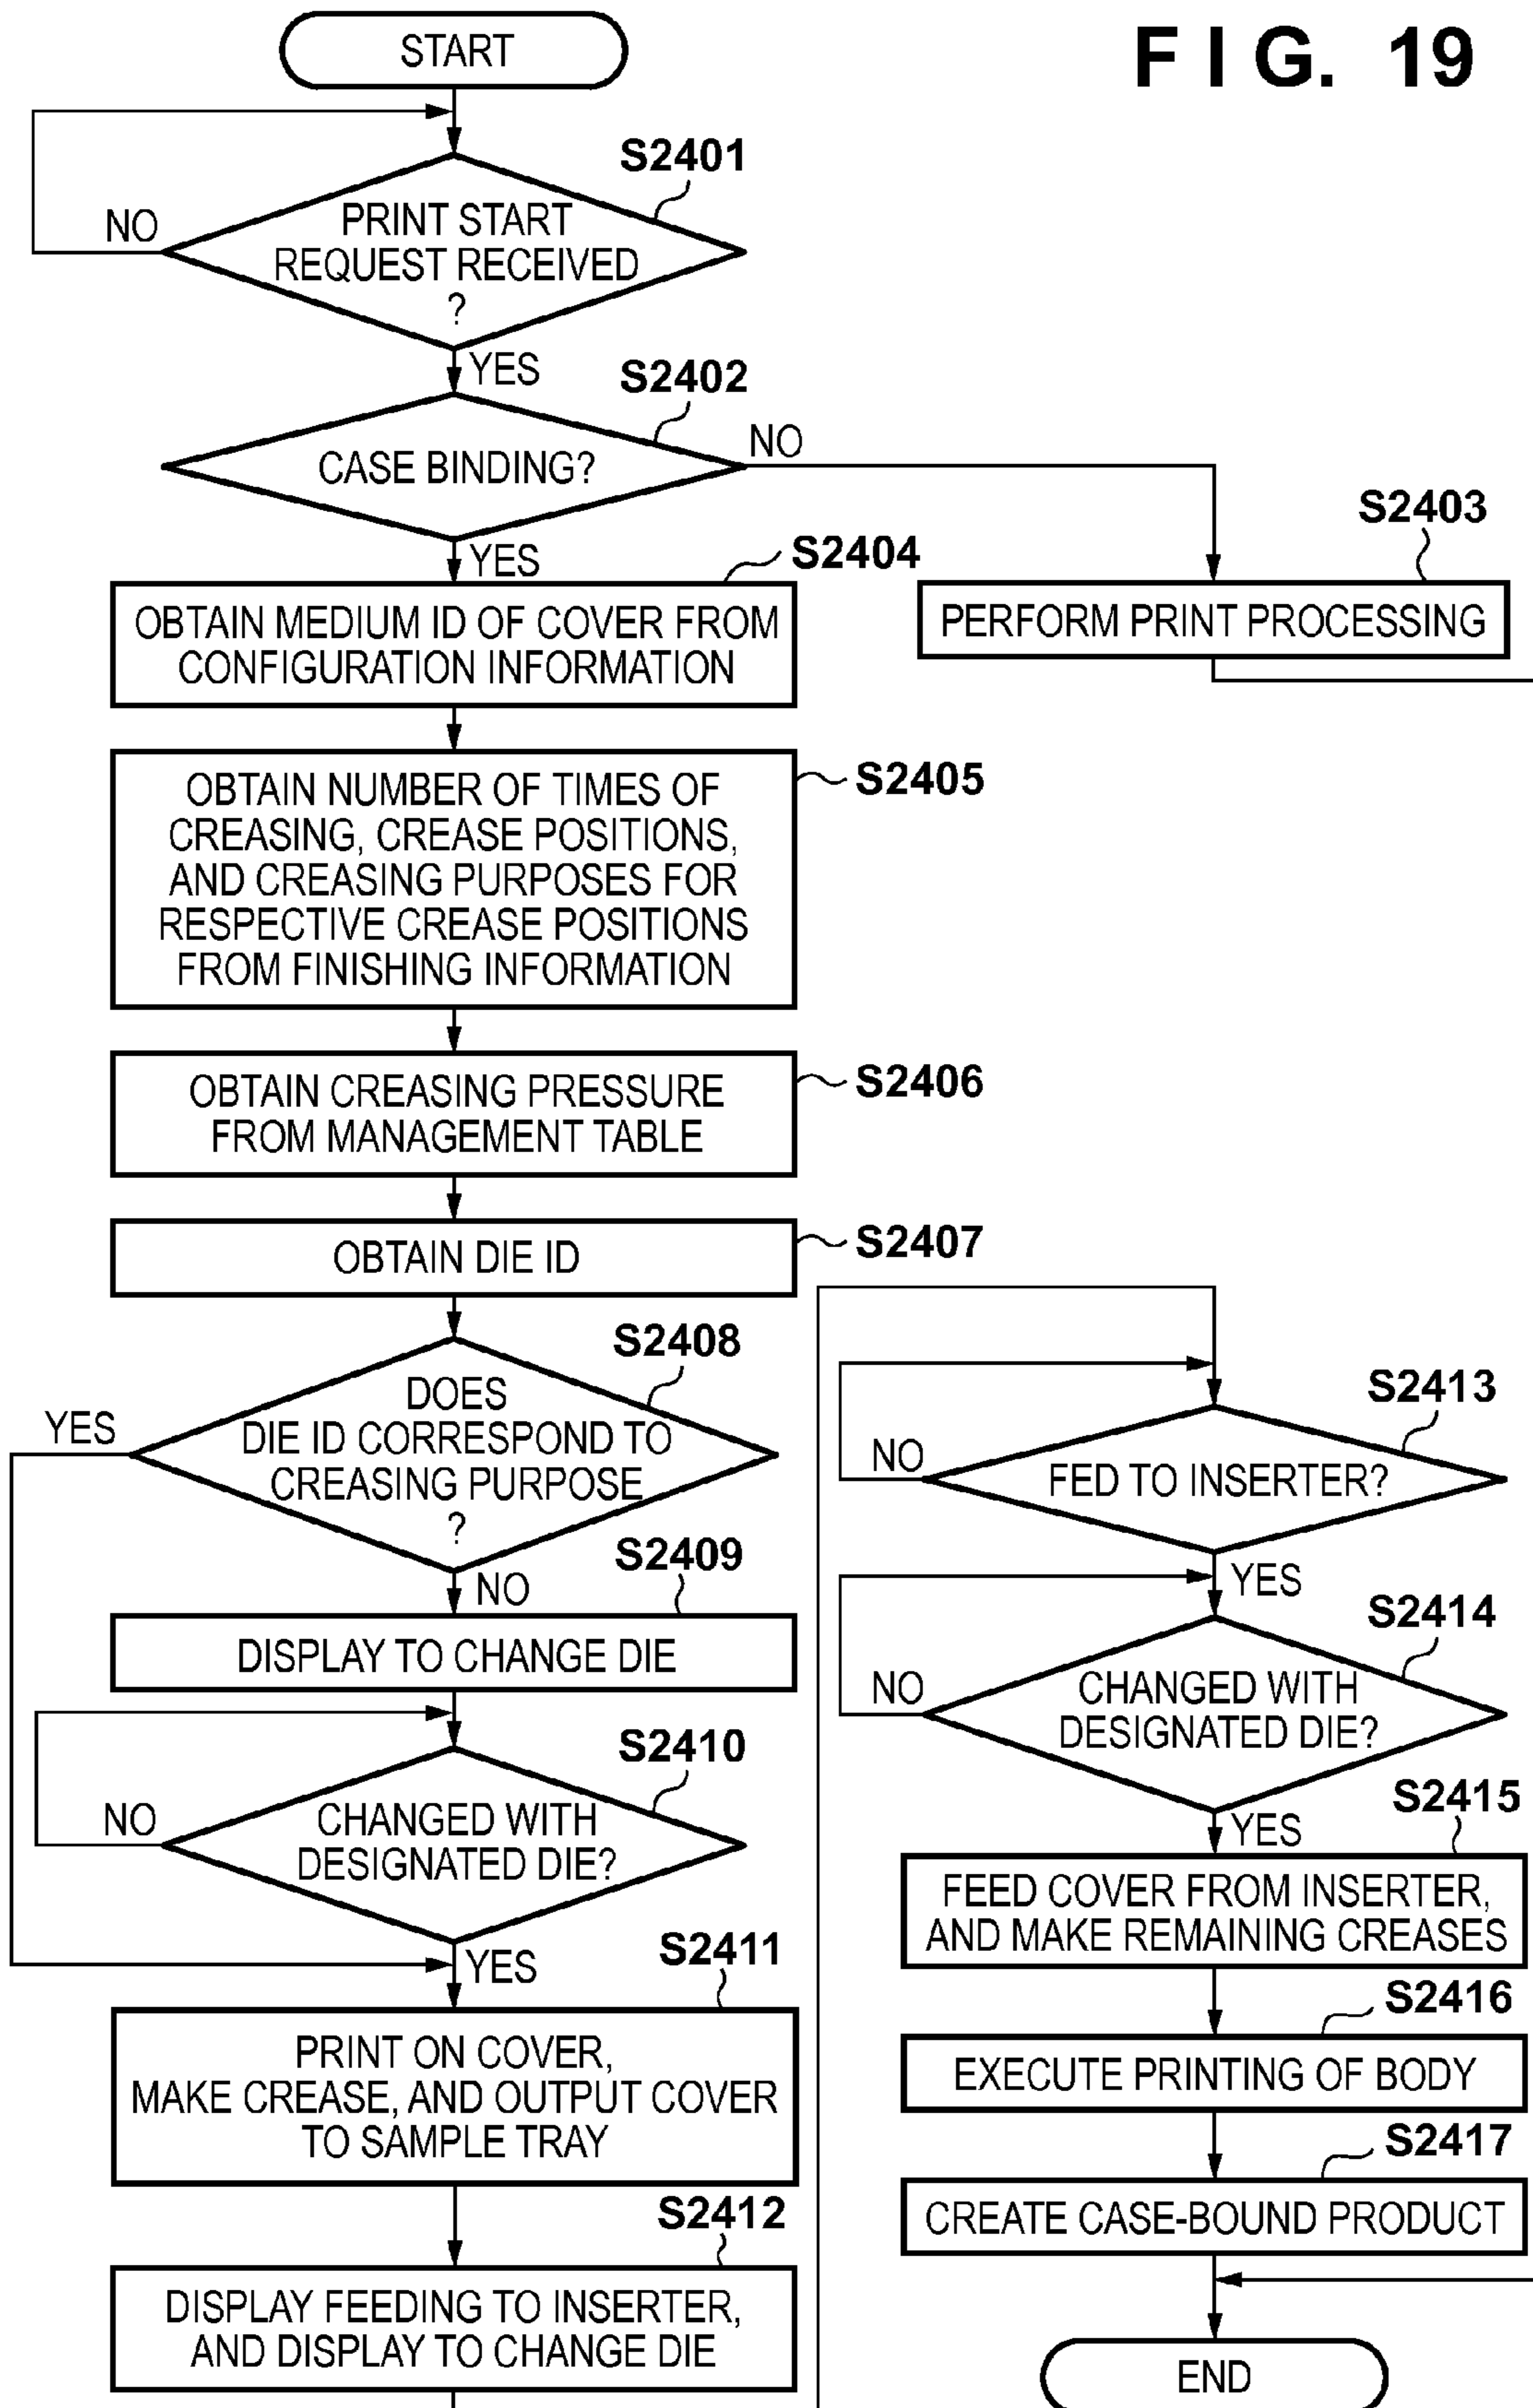 FIG. 19
START
S2401
PRINT START
REQUEST RECEIVED
?
NO
YES
S2402
CASE BINDING?
NO
YES
S2403
PERFORM PRINT PROCESSING
S2404
OBTAIN MEDIUM ID OF COVER FROM
CONFIGURATION INFORMATION
S2405
OBTAIN NUMBER OF TIMES OF
CREASING, CREASE POSITIONS,
AND CREASING PURPOSES FOR
RESPECTIVE CREASE POSITIONS
FROM FINISHING INFORMATION
S2406
OBTAIN CREASING PRESSURE
FROM MANAGEMENT TABLE
S2407
OBTAIN DIE ID
S2408
DOES
DIE ID CORRESPOND TO
CREASING PURPOSE
?
YES
NO
S2409
DISPLAY TO CHANGE DIE
S2410
CHANGED WITH
DESIGNATED DIE?
NO
YES
S2411
PRINT ON COVER,
MAKE CREASE, AND OUTPUT COVER
TO SAMPLE TRAY
S2412
DISPLAY FEEDING TO INSERTER,
AND DISPLAY TO CHANGE DIE
S2413
FED TO INSERTER?
NO
YES
S2414
CHANGED WITH
DESIGNATED DIE?
NO
YES
S2415
FEED COVER FROM INSERTER,
AND MAKE REMAINING CREASES
S2416
EXECUTE PRINTING OF BODY
S2417
CREATE CASE-BOUND PRODUCT
END